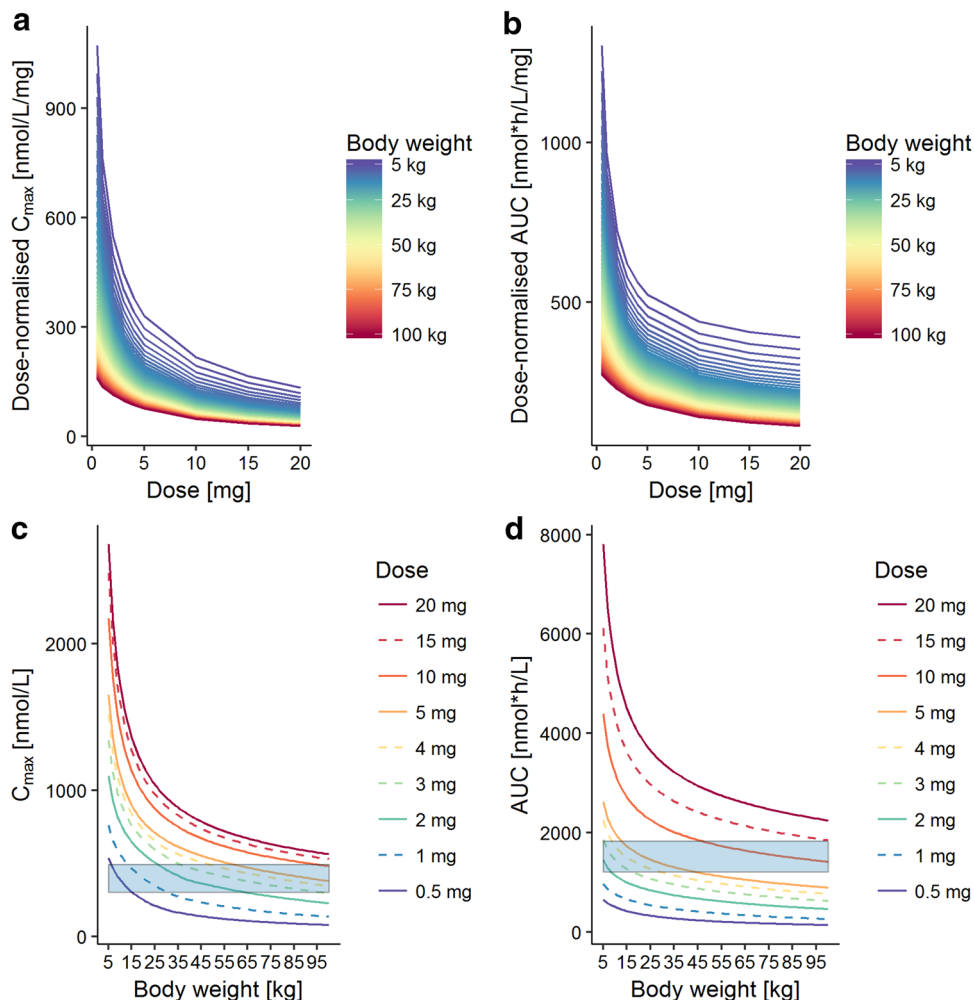 a
Dose-normalised Cmax [nmol/L/mg]
900
600
300
0
0 5 10 15 20
Dose [mg]
Body weight
5 kg
25 kg
50 kg
75 kg
100 kg
b
Dose-normalised AUC [nmol*h/L/mg]
1000
500
0 5 10 15 20
Dose [mg]
Body weight
5 kg
25 kg
50 kg
75 kg
100 kg
c
Cmax [nmol/L]
2000
1000
0
5 15 25 35 45 55 65 75 85 95
Body weight [kg]
Dose
20 mg
15 mg
10 mg
5 mg
4 mg
3 mg
2 mg
1 mg
0.5 mg
d
AUC [nmol*h/L]
8000
6000
4000
2000
0
5 15 25 35 45 55 65 75 85 95
Body weight [kg]
Dose
20 mg
15 mg
10 mg
5 mg
4 mg
3 mg
2 mg
1 mg
0.5 mg